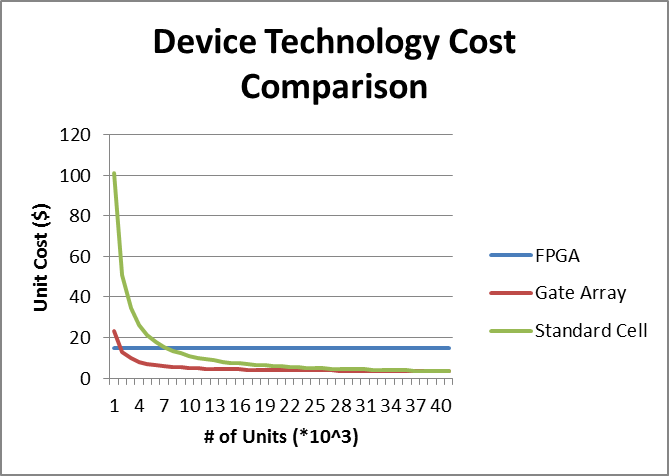 Device Technology Cost
Comparison
120
100
80
60
40
20
0
Unit Cost ($)
1 4 7 10 13 16 19 22 25 28 31 34 37 40
# of Units (*10^3)
FPGA
Gate Array
Standard Cell